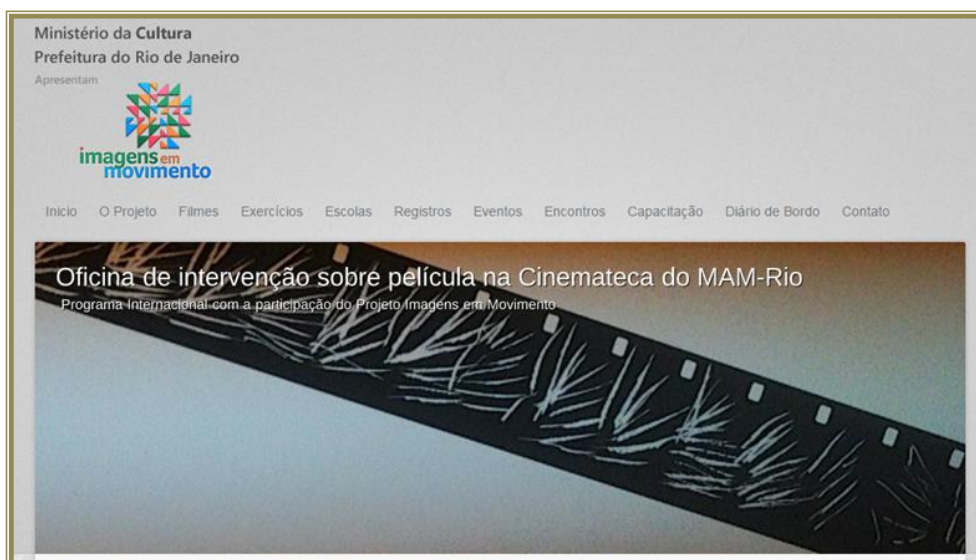 Ministério da Cultura
Prefeitura do Rio de Janeiro
Apresentam
imagens em
movimento
Inicio O Projeto Filmes Exercícios Escolas Registros Eventos Encontros Capacitação Diário de Bordo Contato
Oficina de intervenção sobre película na Cinemateca do MAM-Rio
Programa Internacional com a participação do Projeto Imagens em Movimento